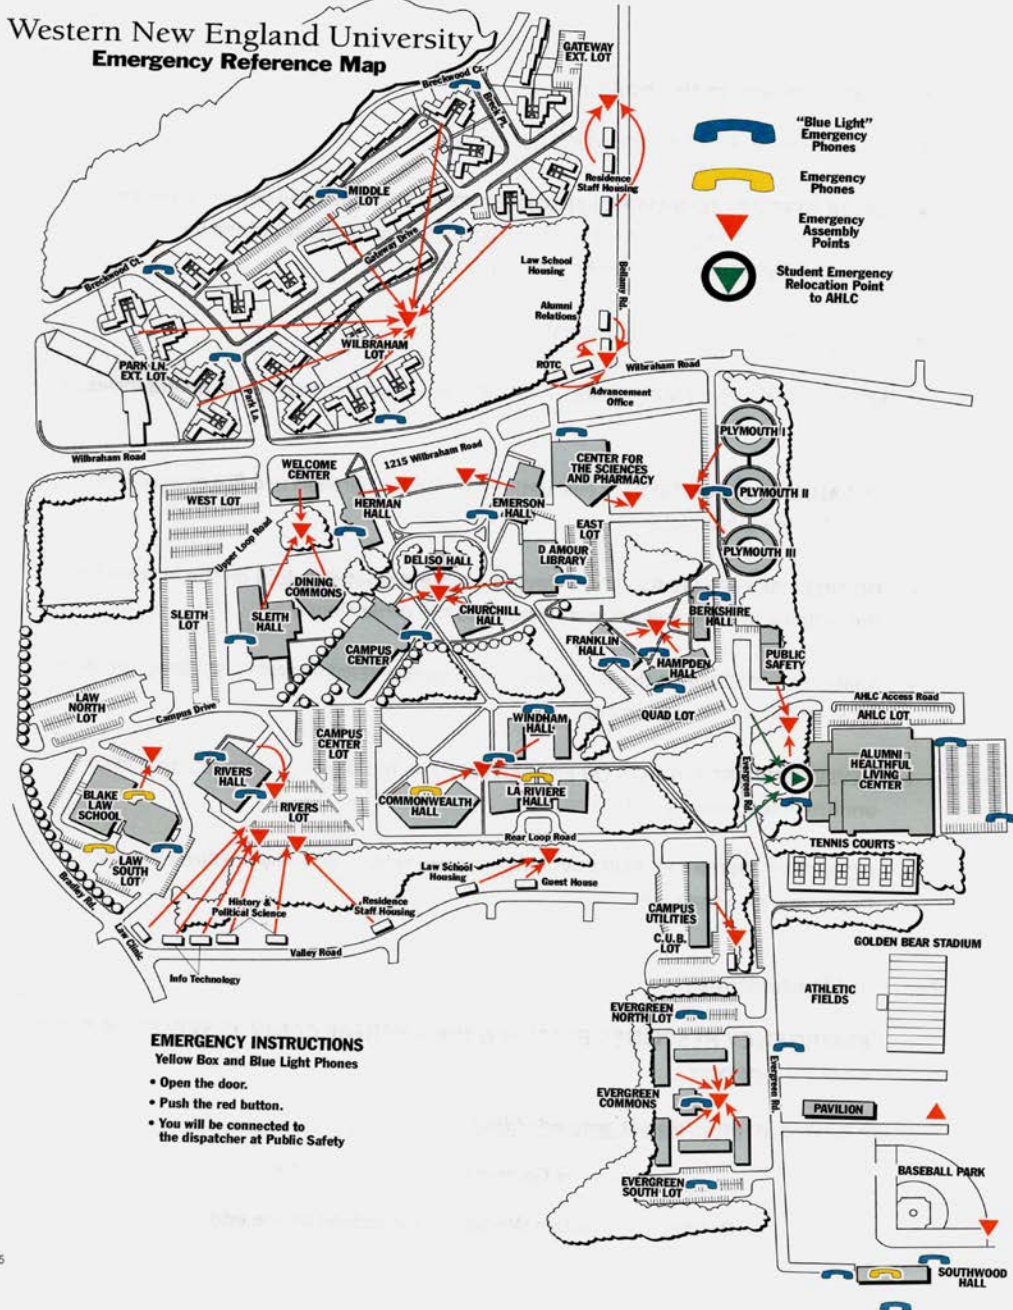 Western New England University
Emergency Reference Map
GATEWAY
EXT. LOT
Breckwood Ct.
Breck Pl.
"Blue Light"
Emergency
Phones
Emergency
Phones
Emergency
Assembly
Points
Student Emergency
Relocation Point
to AHLC
Residence
Staff Housing
MIDDLE
LOT
Gateway Drive
Law School
Housing
Bellamy Rd.
Breckwood Ct.
Alumni
Relations
WILBRAHAM
LOT
PARK LN.
EXT. LOT
Park La.
ROTC
Wilbraham Road
Advancement
Office
PLYMOUTH I
Wilbraham Road
1215 Wilbraham Road
WELCOME
CENTER
CENTER FOR
THE SCIENCES
AND PHARMACY
WEST LOT
HERMAN
HALL
EMERSON
HALL
PLYMOUTH II
Upper Loop Road
EAST
LOT
PLYMOUTH III
DELISO HALL
D AMOUR
LIBRARY
DINING
COMMONS
SLEITH
LOT
SLEITH
HALL
CHURCHILL
HALL
BERKSHIRE
HALL
CAMPUS
CENTER
FRANKLIN
HALL
HAMPDEN
HALL
PUBLIC
SAFETY
LAW
NORTH
LOT
Campus Drive
AHLC Access Road
AHLC LOT
QUAD LOT
WINDHAM
HALL
CAMPUS
CENTER
LOT
RIVERS
HALL
ALUMNI
HEALTHFUL
LIVING
CENTER
Evergreen Rd.
BLAKE
LAW
SCHOOL
RIVERS
LOT
COMMONWEALTH
HALL
LA RIVIERE
HALL
Rear Loop Road
TENNIS COURTS
LAW
SOUTH
LOT
Bradley Rd.
Law School
Housing
Guest House
History &
Political Science
Residence
Staff Housing
CAMPUS
UTILITIES
Law Clinic
C.U.B.
LOT
GOLDEN BEAR STADIUM
Valley Road
Info Technology
ATHLETIC
FIELDS
EVERGREEN
NORTH LOT
EMERGENCY INSTRUCTIONS
Yellow Box and Blue Light Phones
• Open the door.
• Push the red button.
• You will be connected to
the dispatcher at Public Safety
EVERGREEN
COMMONS
Evergreen Rd.
PAVILION
EVERGREEN
SOUTH LOT
BASEBALL PARK
SOUTHWOOD
HALL